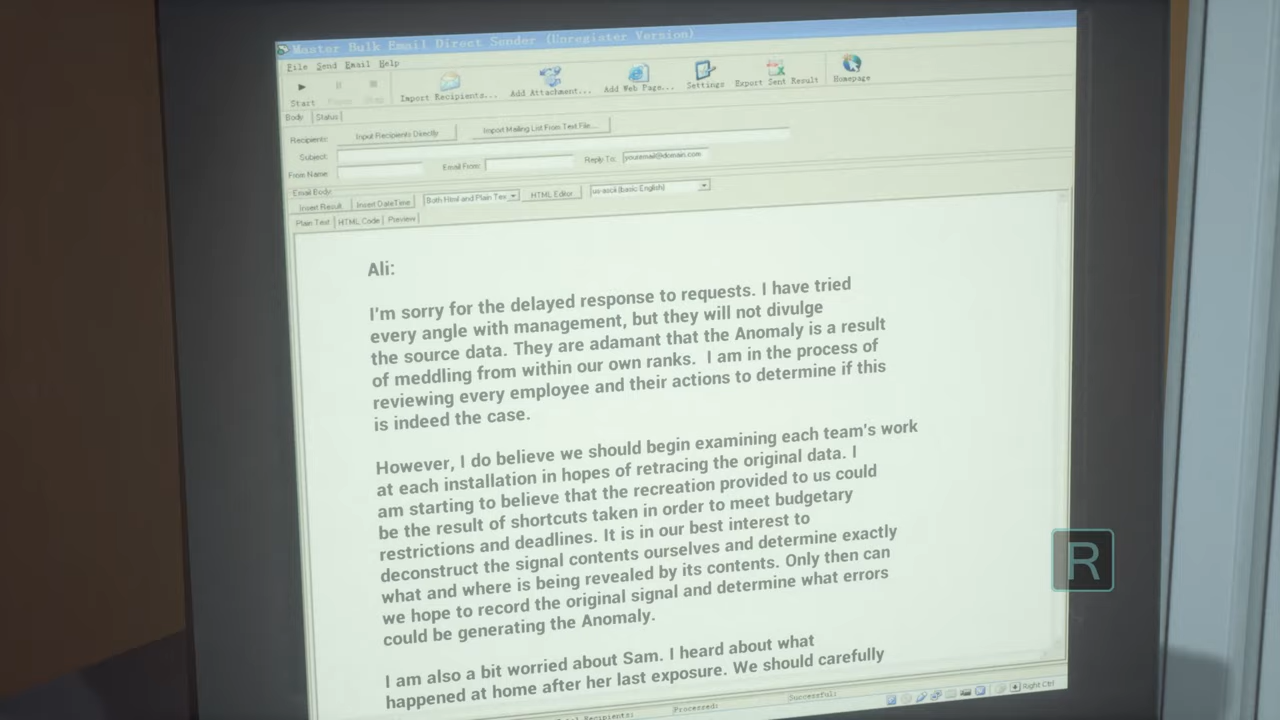 Master Bulk Email Direct Sender (Unregister Version)
File Send Email Help
Start Import Recipients... Add Attachment... Add Web Page... Settings Export Sent Result Homepage
Body Status
Recipients: Input Recipients Directly Import Mailing List From Text File...
Subject:
From Name: Email From: Reply To: youremail@domain.com
Email Body:
Insert Result Insert DateTime Both Html and Plain Tex HTML Editor us-ascii (basic English)
Plain Text HTML Code Preview
Ali:
I'm sorry for the delayed response to requests. I have tried
every angle with management, but they will not divulge
the source data. They are adamant that the Anomaly is a result
of meddling from within our own ranks. I am in the process of
reviewing every employee and their actions to determine if this
is indeed the case.
However, I do believe we should begin examining each team's work
at each installation in hopes of retracing the original data. I
am starting to believe that the recreation provided to us could
be the result of shortcuts taken in order to meet budgetary
restrictions and deadlines. It is in our best interest to
deconstruct the signal contents ourselves and determine exactly
what and where is being revealed by its contents. Only then can
we hope to record the original signal and determine what errors
could be generating the Anomaly.
R
I am also a bit worried about Sam. I heard about what
happened at home after her last exposure. We should carefully
Recipients: Processed: Successful: Right Ctrl